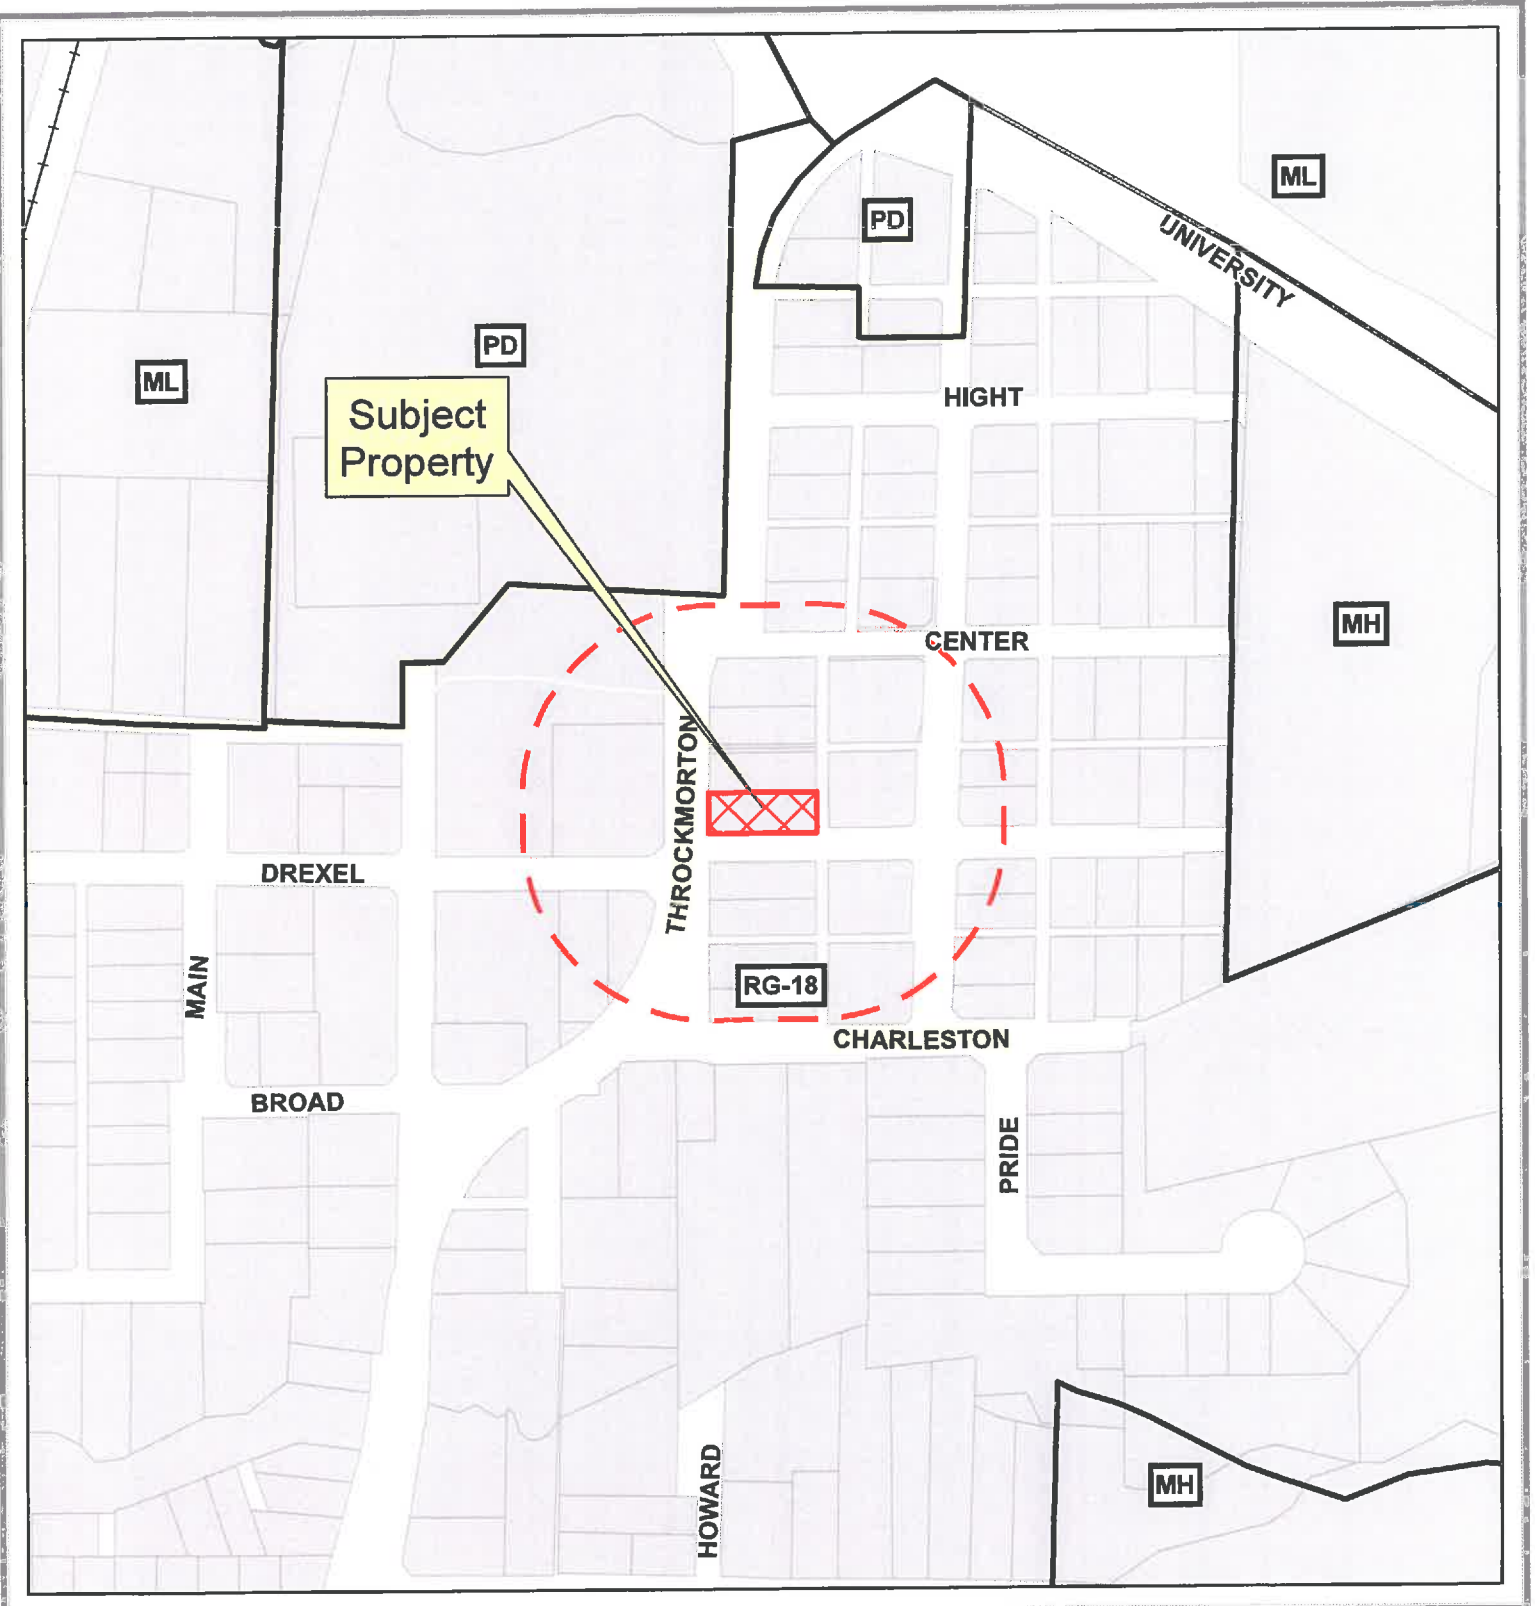 ML
PD
UNIVERSITY
PD
ML
Subject
Property
HIGHT
MH
CENTER
THROCKMORTON
DREXEL
MAIN
RG-18
CHARLESTON
BROAD
PRIDE
HOWARD
MH